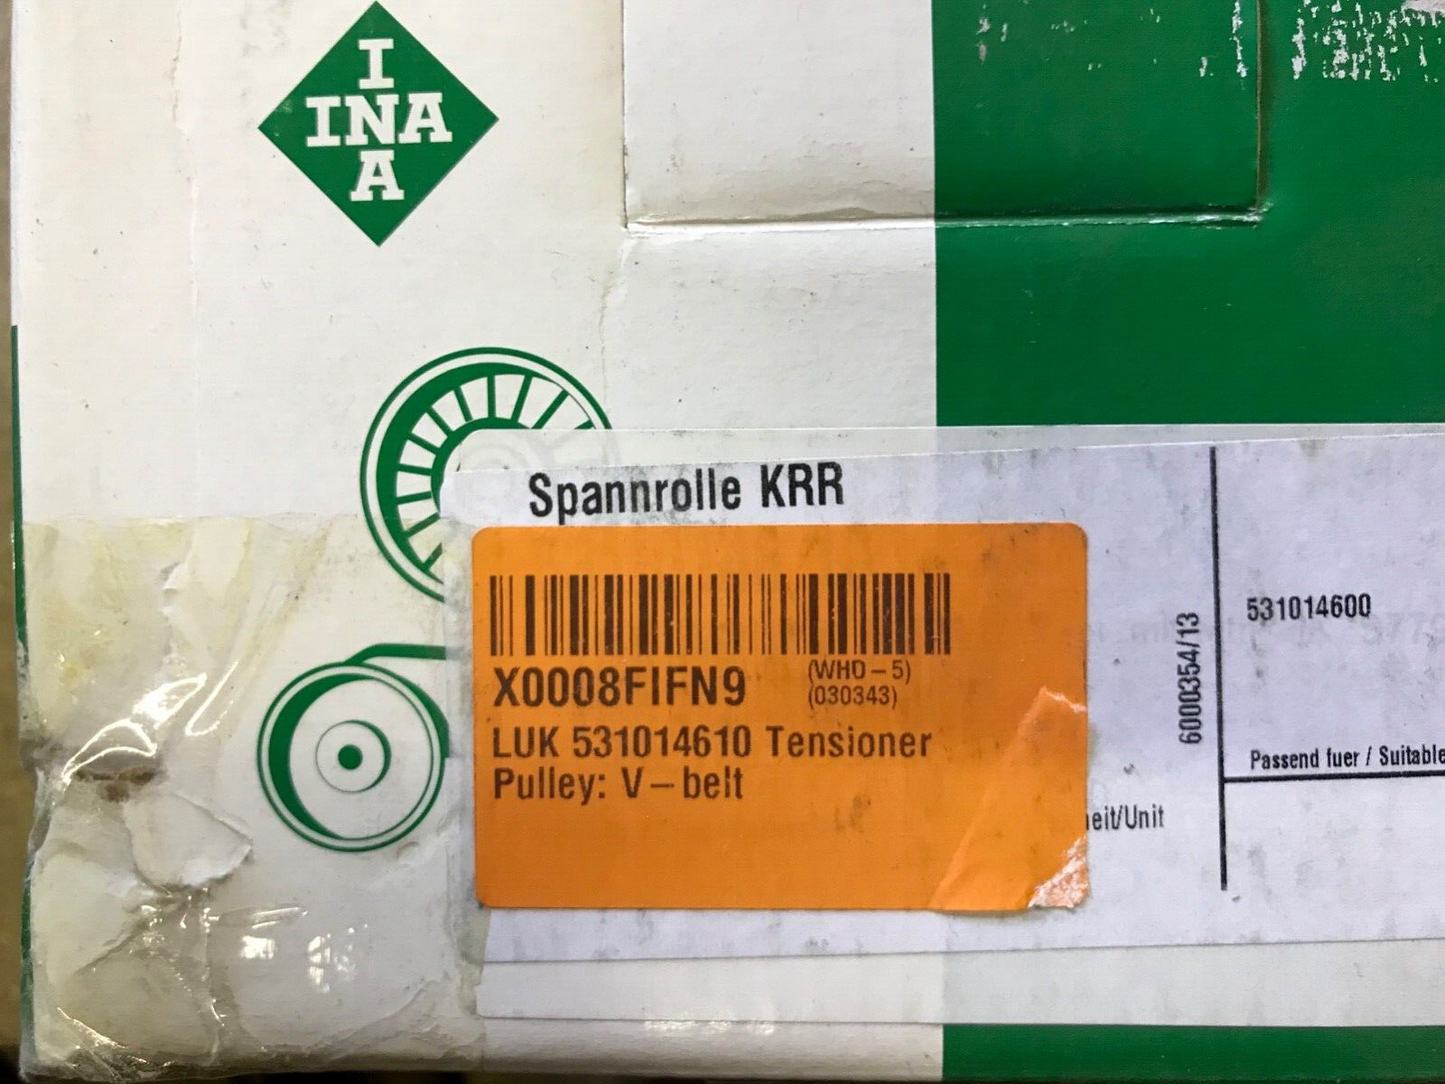 I
INA
A
Spannrolle KRR
X0008FIFN9
(WHD-5)
(030343)
LUK 531014610 Tensioner
Pulley: V-belt
6000354/13
eit/Unit
531014600
Passend fuer / Suitable